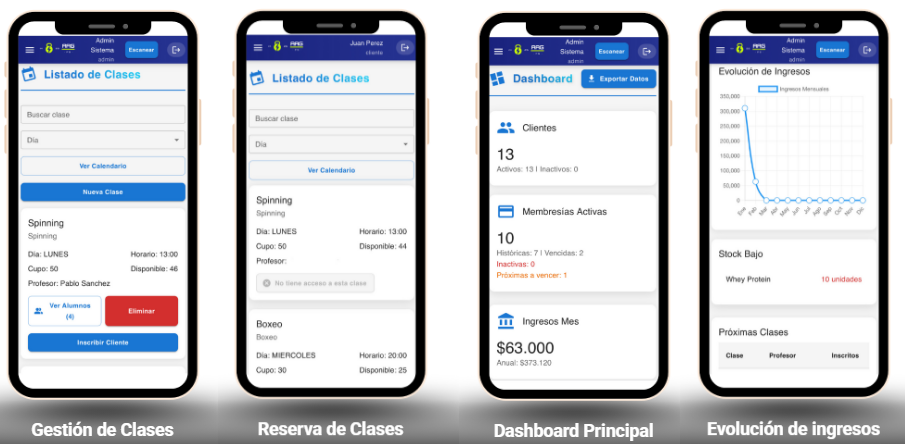 Admin
Sistema
admin
Escanear
Listado de Clases
Buscar clase
Día
Ver Calendario
Nueva Clase
Spinning
Spinning
Día: LUNES Horario: 13:00
Cupo: 50 Disponible: 46
Profesor: Pablo Sanchez
Ver Alumnos
(4)
Eliminar
Inscribir Cliente
Gestión de Clases
Juan Perez
cliente
Listado de Clases
Buscar clase
Día
Ver Calendario
Spinning
Spinning
Día: LUNES Horario: 13:00
Cupo: 50 Disponible: 44
Profesor:
No tiene acceso a esta clase
Boxeo
Boxeo
Día: MIERCOLES Horario: 20:00
Cupo: 30 Disponible: 25
Reserva de Clases
Admin
Sistema
admin
Escanear
Dashboard
Exportar Datos
Clientes
13
Activos: 13 | Inactivos: 0
Membresías Activas
10
Históricas: 7 | Vencidas: 2
Inactivas: 0
Próximas a vencer: 1
Ingresos Mes
$63.000
Anual: $373.120
Dashboard Principal
Admin
Sistema
admin
Escanear
Evolución de Ingresos
Ingresos Mensuales
350,000
300,000
250,000
200,000
150,000
100,000
50,000
0
Ene Feb Mar Abr May Jun Jul Ago Sep Oct Nov Dic
Stock Bajo
Whey Protein 10 unidades
Próximas Clases
Clase Profesor Inscritos
Evolución de ingresos